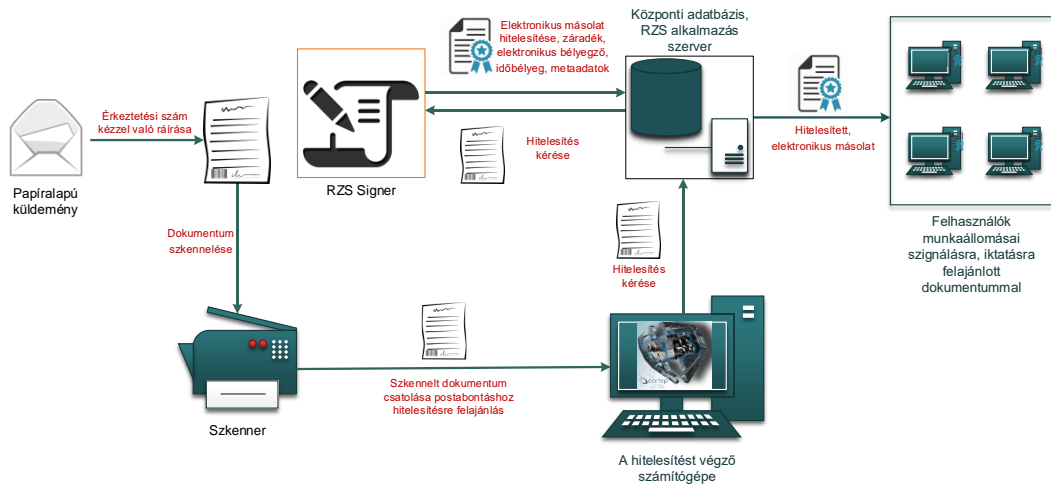 Elektronikus másolat
hitelesítése, záradék,
elektronikus bélyegző,
időbélyeg, metaadatok
Központi adatbázis,
RZS alkalmazás
szerver
Érkeztetési szám
kézzel való ráírása
Papíralapú
küldemény
RZS Signer
Hitelesítés
kérése
Hitelesített,
elektronikus másolat
Dokumentum
szkennelése
Hitelesítés
kérése
Felhasználók
munkaállomásai
szignálásra, iktatásra
felajánlott
dokumentummal
Szkennelt dokumentum
csatolása postabontáshoz
hitelesítésre felajánlás
Szkenner
A hitelesítést végző
számítógépe